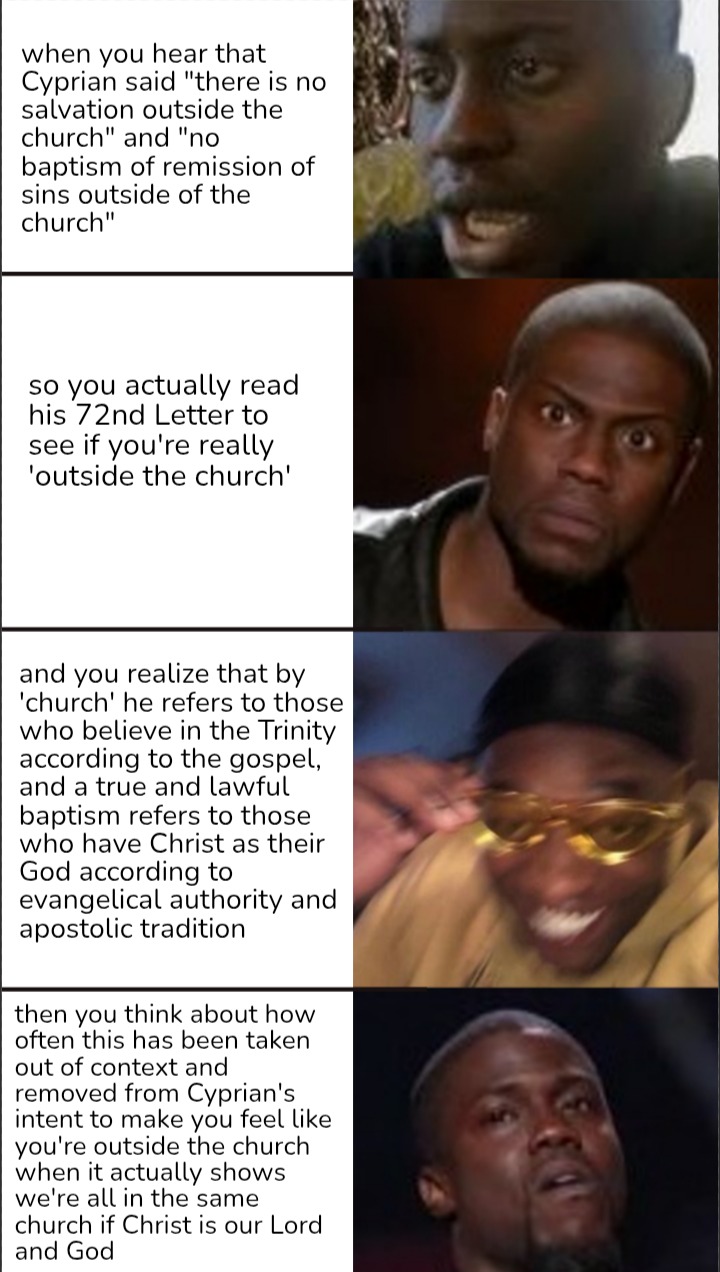 when you hear that
Cyprian said "there is no
salvation outside the
church" and "no
baptism of remission of
sins outside of the
church"
so you actually read
his 72nd Letter to
see if you're really
'outside the church'
and you realize that by
'church' he refers to those
who believe in the Trinity
according to the gospel,
and a true and lawful
baptism refers to those
who have Christ as their
God according to
evangelical authority and
apostolic tradition
then you think about how
often this has been taken
out of context and
removed from Cyprian's
intent to make you feel like
you're outside the church
when it actually shows
we're all in the same
church if Christ is our Lord
and God